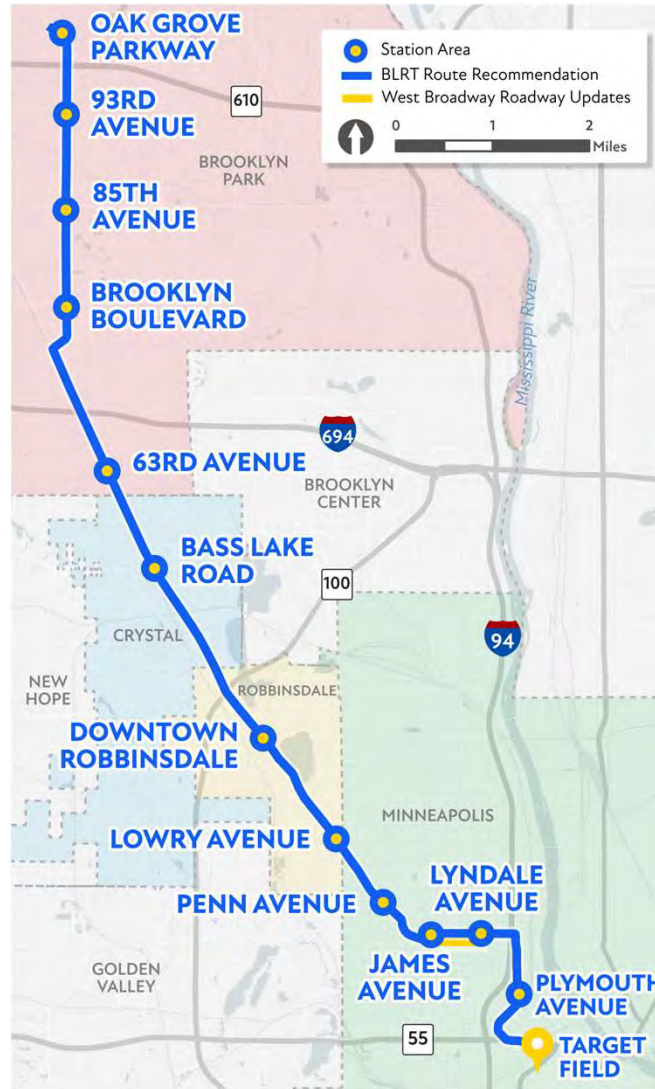 OAK GROVE
PARKWAY
Station Area
BLRT Route Recommendation
West Broadway Roadway Updates
0 1 2
Miles
93RD
AVENUE
610
BROOKLYN
PARK
85TH
AVENUE
BROOKLYN
BOULEVARD
Mississippi River
694
63RD AVENUE
BROOKLYN
CENTER
BASS LAKE
ROAD
100
CRYSTAL
94
NEW
HOPE
ROBBINSDALE
DOWNTOWN
ROBBINSDALE
MINNEAPOLIS
LOWRY AVENUE
LYNDALE
AVENUE
PENN AVENUE
JAMES
AVENUE
GOLDEN
VALLEY
PLYMOUTH
AVENUE
55
TARGET
FIELD